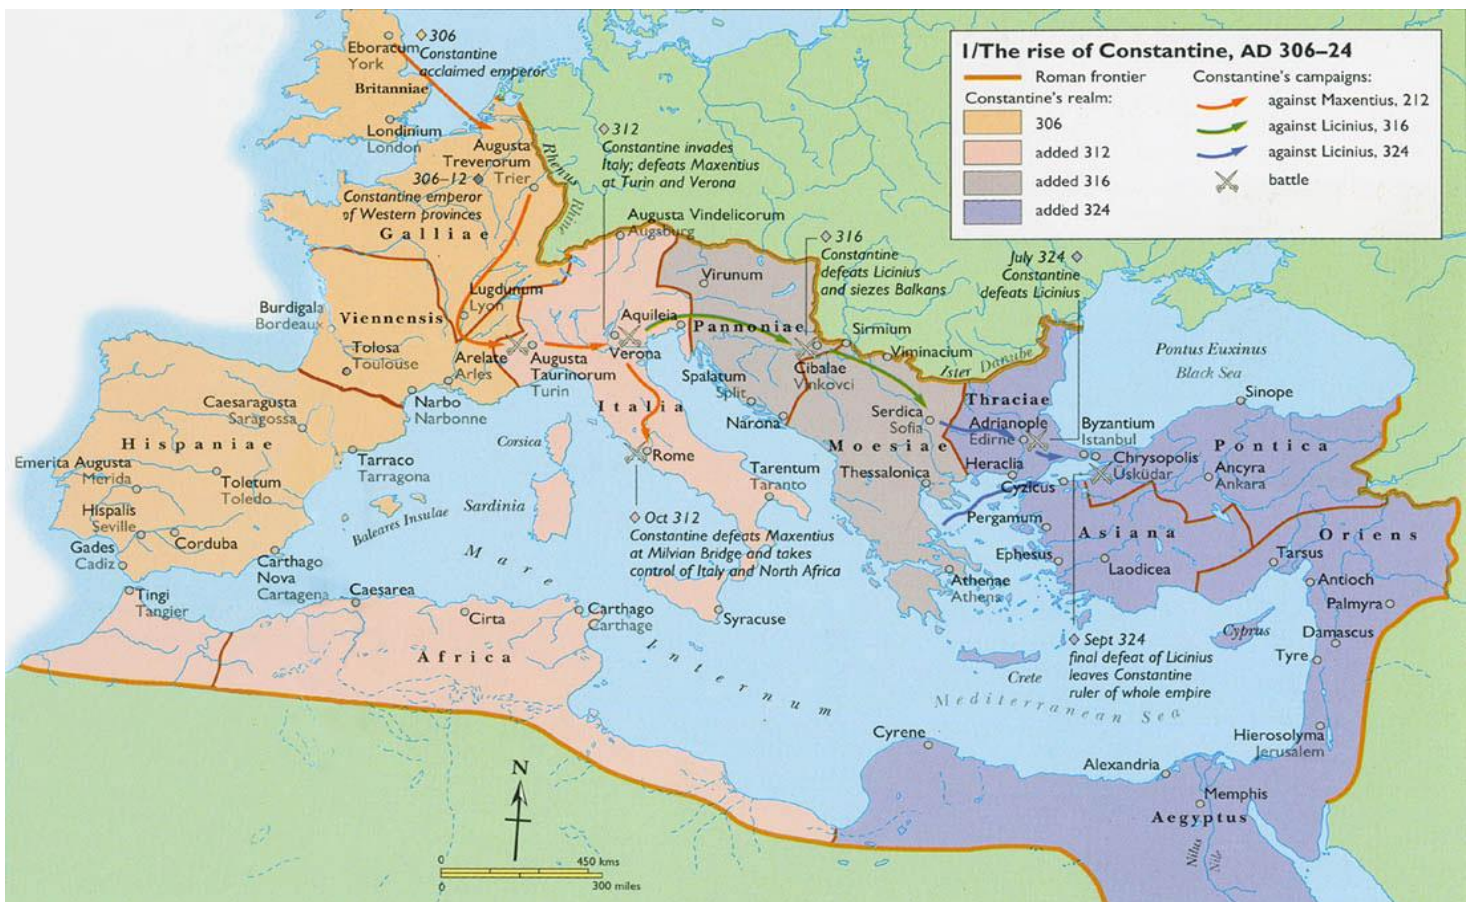 1/The rise of Constantine, AD 306–24
Roman frontier
Constantine's realm:
306
added 312
added 316
added 324
Constantine's campaigns:
against Maxentius, 212
against Licinius, 316
against Licinius, 324
battle
Eboracum
York
306
Constantine
acclaimed emperor
Britanniae
Londinium
London
Augusta
Treverorum
Trier
306–12
Constantine emperor
of Western provinces
Galliae
Rhenus
Rhine
312
Constantine invades
Italy; defeats Maxentius
at Turin and Verona
Augusta Vindelicorum
Augsburg
316
Constantine
defeats Licinius
and siezes Balkans
July 324
Constantine
defeats Licinius
Virunum
Lugdunum
Lyon
Burdigala
Bordeaux
Viennensis
Tolosa
Toulouse
Arelate
Arles
Narbo
Narbonne
Augusta
Taurinorum
Turin
Aquileia
Verona
Pannoniae
Sirmium
Viminacium
Cibalae
Vinkovci
Ister
Danube
Pontus Euxinus
Black Sea
Sinope
Spalatum
Split
Narona
Italia
Serdica
Sofia
Moesiae
Thraciae
Adrianople
Edirne
Byzantium
Istanbul
Chrysopolis
Üsküdar
Pontica
Ancyra
Ankara
Caesaragusta
Saragossa
Hispaniae
Emerita Augusta
Merida
Toletum
Toledo
Tarraco
Tarragona
Hispalis
Seville
Corduba
Gades
Cadiz
Carthago
Nova
Cartagena
Baleares Insulae
Corsica
Sardinia
Rome
Tarentum
Taranto
Thessalonica
Heraclia
Cyzicus
Pergamum
Asiana
Oriens
Ephesus
Laodicea
Tarsus
Antioch
Palmyra
Oct 312
Constantine defeats Maxentius
at Milvian Bridge and takes
control of Italy and North Africa
Athenae
Athens
Tingi
Tangier
Caesarea
Cirta
Carthago
Carthage
Syracuse
Africa
Mare
Internum
Mediterranean Sea
Crete
Cyprus
Damascus
Tyre
Sept 324
final defeat of Licinius
leaves Constantine
ruler of whole empire
Cyrene
Hierosolyma
Jerusalem
Alexandria
Memphis
Aegyptus
Nilus
Nile
N
0 450 kms
0 300 miles